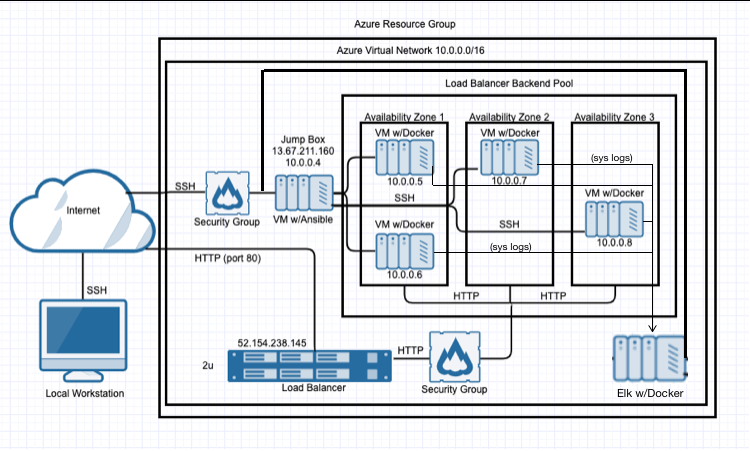 Azure Resource Group
Azure Virtual Network 10.0.0.0/16
Load Balancer Backend Pool
Availability Zone 1
Availability Zone 2
Availability Zone 3
VM w/Docker
VM w/Docker
Jump Box
13.67.211.160
10.0.0.4
(sys logs)
10.0.0.5
10.0.0.7
SSH
VM w/Docker
SSH
Internet
Security Group
VM w/Ansible
VM w/Docker
SSH
10.0.0.8
(sys logs)
HTTP (port 80)
10.0.0.6
SSH
HTTP
HTTP
52.154.238.145
HTTP
2u
Load Balancer
Security Group
Local Workstation
Elk w/Docker